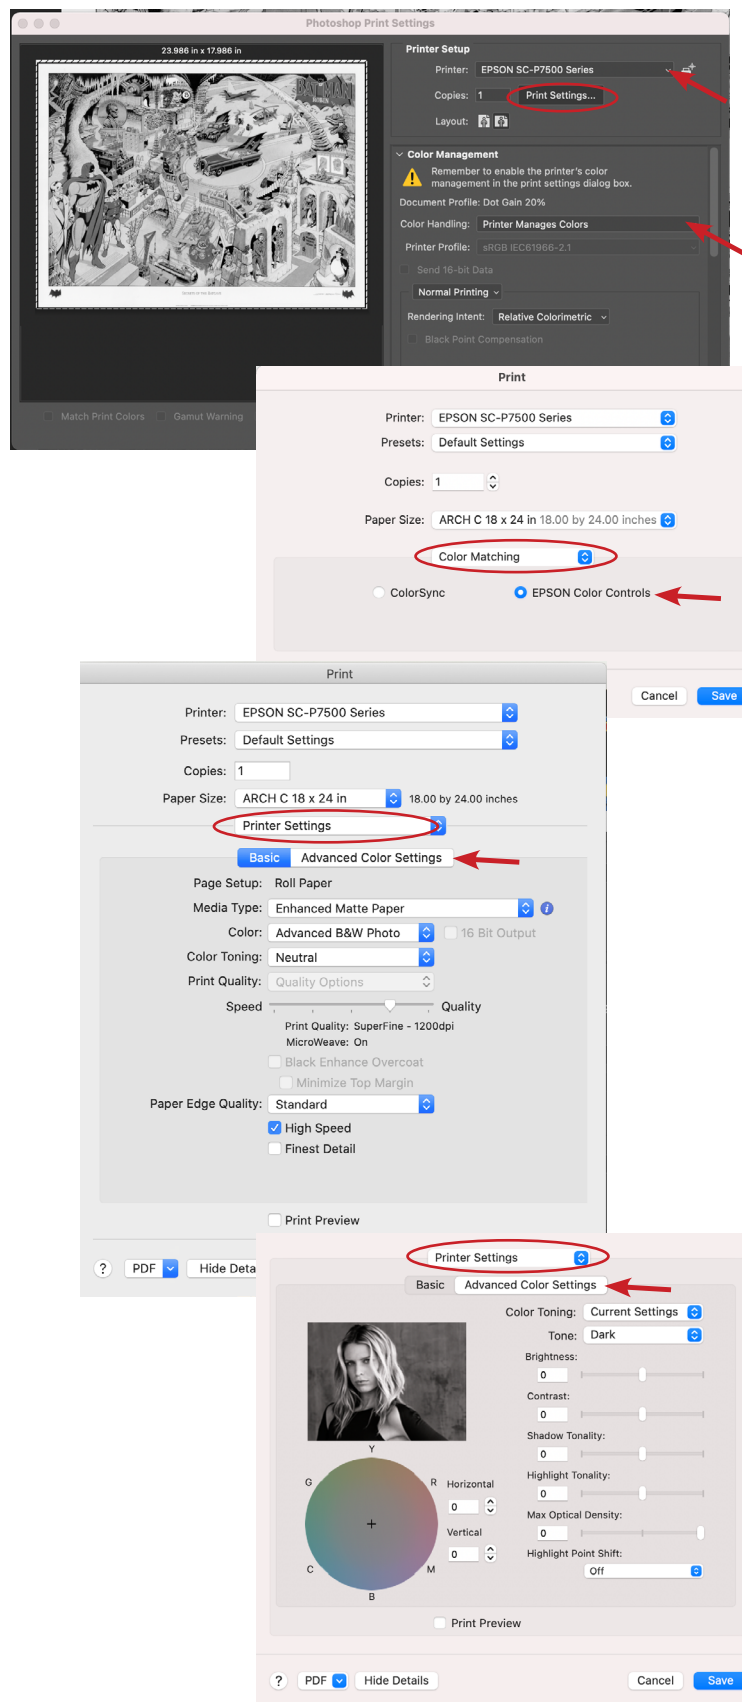 Photoshop Print Settings
23.986 in x 17.986 in
BATMAN
Printer Setup
Printer: EPSON SC-P7500 Series
Copies: 1 Print Settings...
Layout:
Color Management
Remember to enable the printer's color
management in the print settings dialog box.
Document Profile: Dot Gain 20%
Color Handling: Printer Manages Colors
Printer Profile: sRGB IEC61966-2.1
Send 16-bit Data
Normal Printing
Rendering Intent: Relative Colorimetric
Black Point Compensation
Match Print Colors Gamut Warning
Print
Printer: EPSON SC-P7500 Series
Presets: Default Settings
Copies: 1
Paper Size: ARCH C 18 x 24 in 18.00 by 24.00 inches
Color Matching
ColorSync EPSON Color Controls
Cancel Save
Print
Printer: EPSON SC-P7500 Series
Presets: Default Settings
Copies: 1
Paper Size: ARCH C 18 x 24 in 18.00 by 24.00 inches
Printer Settings
Basic Advanced Color Settings
Page Setup: Roll Paper
Media Type: Enhanced Matte Paper
Color: Advanced B&W Photo 16 Bit Output
Color Toning: Neutral
Print Quality: Quality Options
Speed Quality
Print Quality: SuperFine - 1200dpi
MicroWeave: On
Black Enhance Overcoat
Minimize Top Margin
Paper Edge Quality: Standard
High Speed
Finest Detail
Print Preview
? PDF Hide Deta
Printer Settings
Basic Advanced Color Settings
Color Toning: Current Settings
Tone: Dark
Brightness:
0
Contrast:
0
Shadow Tonality:
0
Highlight Tonality:
0
Max Optical Density:
0
Highlight Point Shift:
Off
Y
G R
C M
B
Horizontal
0
Vertical
0
Print Preview
? PDF Hide Details Cancel Save